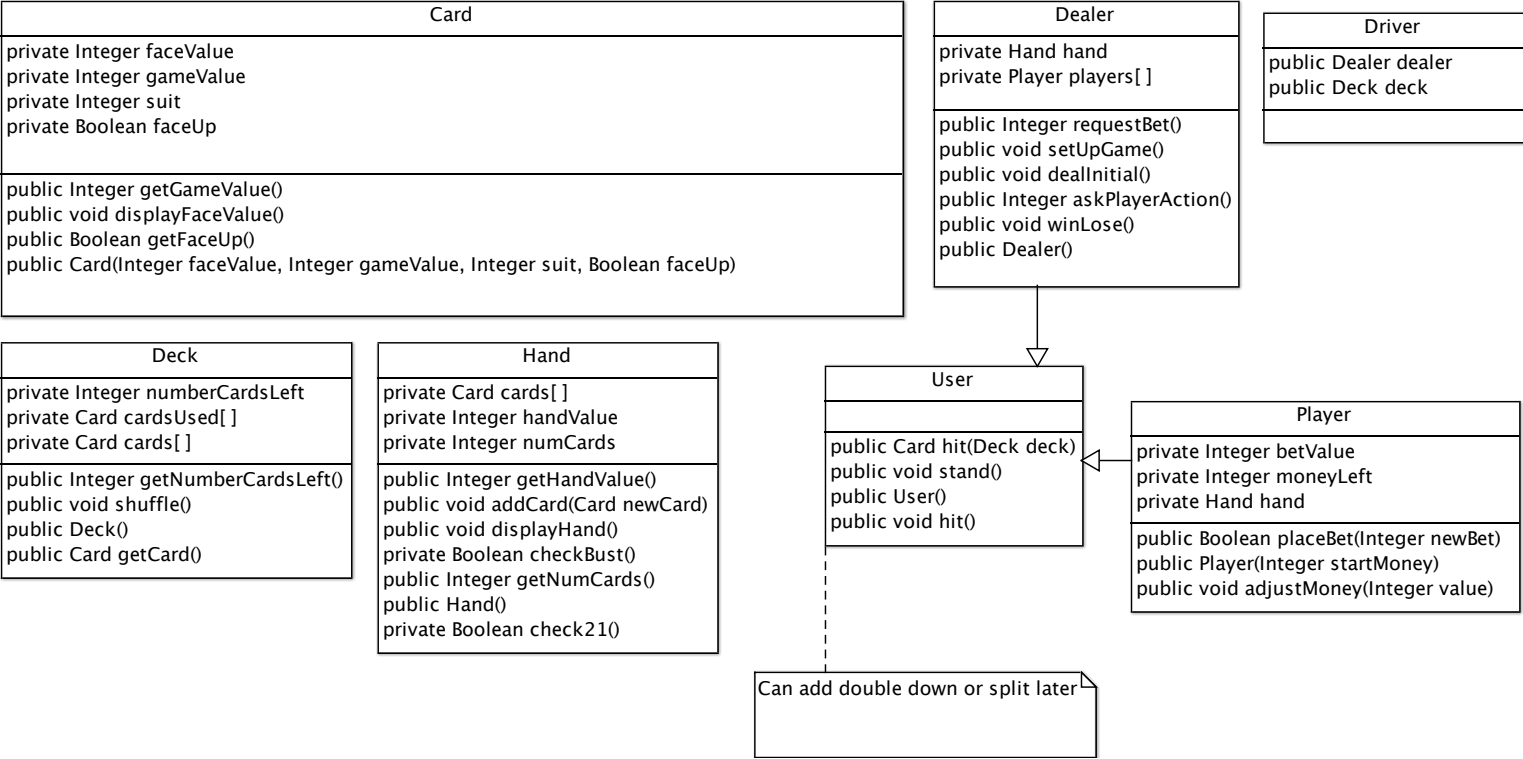 Card
private Integer faceValue
private Integer gameValue
private Integer suit
private Boolean faceUp
public Integer getGameValue()
public void displayFaceValue()
public Boolean getFaceUp()
public Card(Integer faceValue, Integer gameValue, Integer suit, Boolean faceUp)
Dealer
private Hand hand
private Player players[ ]
public Integer requestBet()
public void setUpGame()
public void dealInitial()
public Integer askPlayerAction()
public void winLose()
public Dealer()
Driver
public Dealer dealer
public Deck deck
Deck
private Integer numberCardsLeft
private Card cardsUsed[ ]
private Card cards[ ]
public Integer getNumberCardsLeft()
public void shuffle()
public Deck()
public Card getCard()
Hand
private Card cards[ ]
private Integer handValue
private Integer numCards
public Integer getHandValue()
public void addCard(Card newCard)
public void displayHand()
private Boolean checkBust()
public Integer getNumCards()
public Hand()
private Boolean check21()
User
public Card hit(Deck deck)
public void stand()
public User()
public void hit()
Player
private Integer betValue
private Integer moneyLeft
private Hand hand
public Boolean placeBet(Integer newBet)
public Player(Integer startMoney)
public void adjustMoney(Integer value)
Can add double down or split later